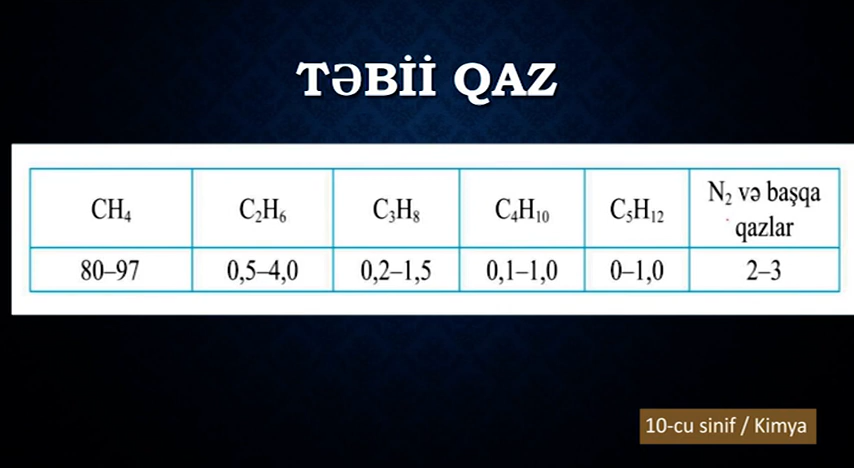 TƏBİİ QAZ
CH₄ C₂H₆ C₃H₈ C₄H₁₀ C₅H₁₂ N₂ və başqa
qazlar
80–97 0,5–4,0 0,2–1,5 0,1–1,0 0–1,0 2–3
10-cu sinif / Kimya